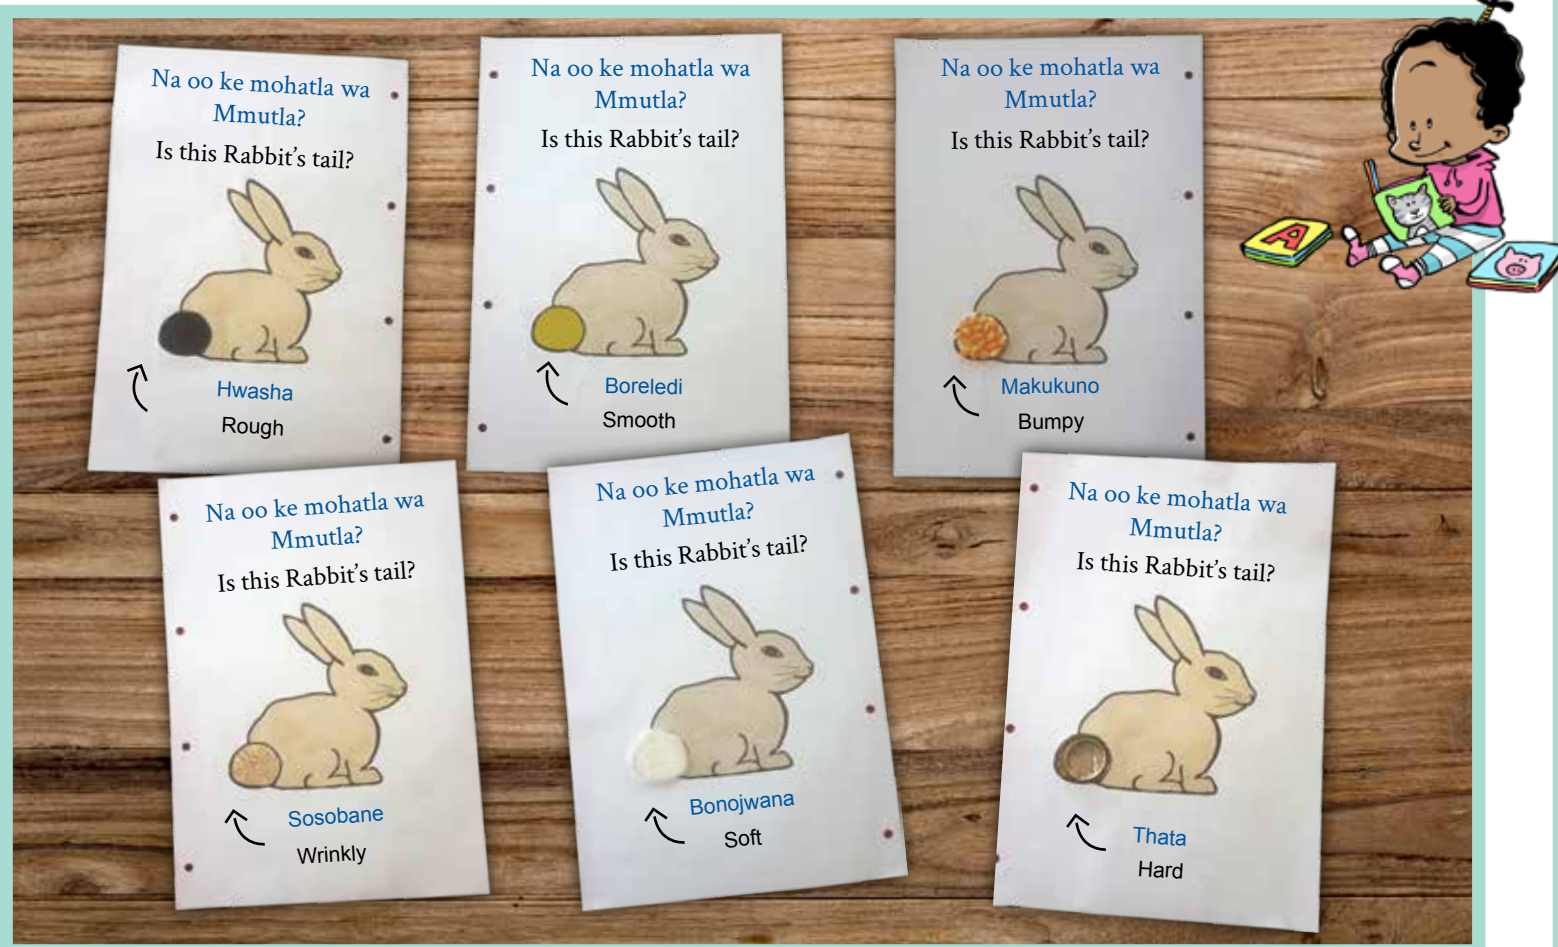 Na oo ke mohatla wa
Mmutla?
Is this Rabbit's tail?
Hwasha
Rough
Na oo ke mohatla wa
Mmutla?
Is this Rabbit's tail?
Boreledi
Smooth
Na oo ke mohatla wa
Mmutla?
Is this Rabbit's tail?
Makukuno
Bumpy
A
Na oo ke mohatla wa
Mmutla?
Is this Rabbit's tail?
Sosobane
Wrinkly
Na oo ke mohatla wa
Mmutla?
Is this Rabbit's tail?
Bonojwana
Soft
Na oo ke mohatla wa
Mmutla?
Is this Rabbit's tail?
Thata
Hard